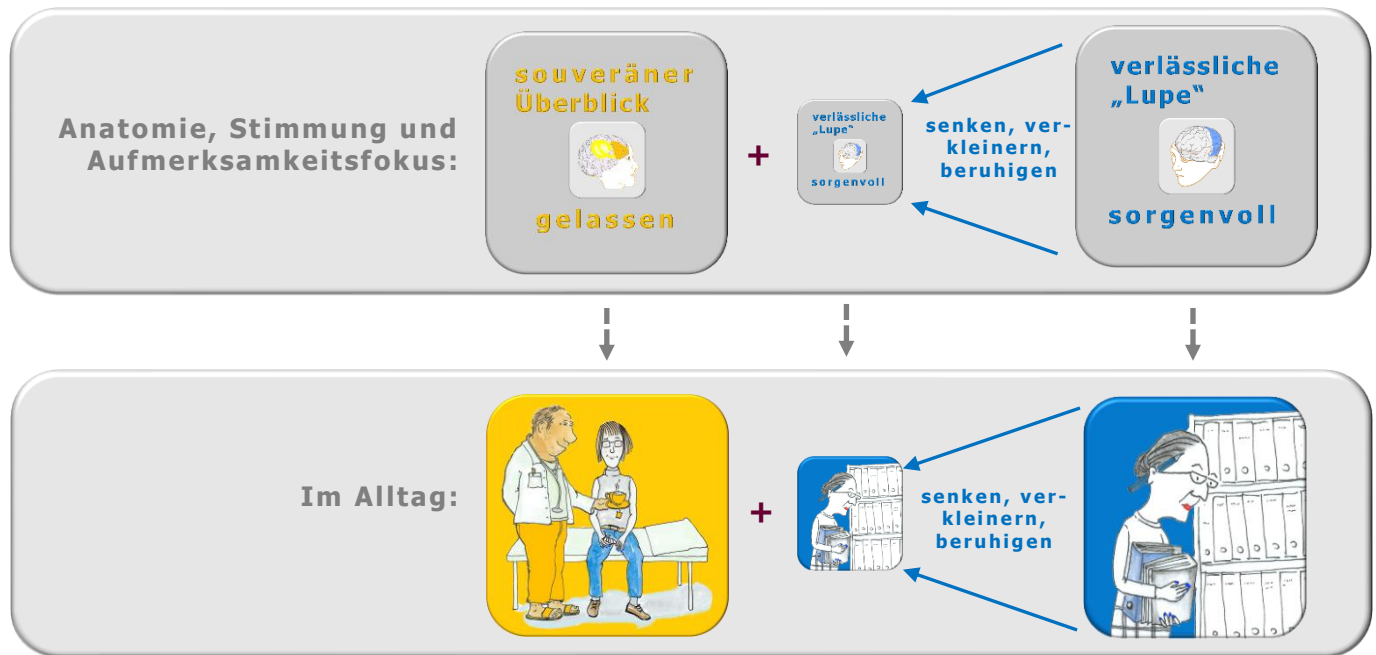 Anatomie, Stimmung und
Aufmerksamkeitsfokus:
souveräner
Überblick
gelassen
+
verlässliche
„Lupe“
sorgenvoll
senken, ver-
kleinern,
beruhigen
verlässliche
„Lupe“
sorgenvoll
Im Alltag:
+
senken, ver-
kleinern,
beruhigen